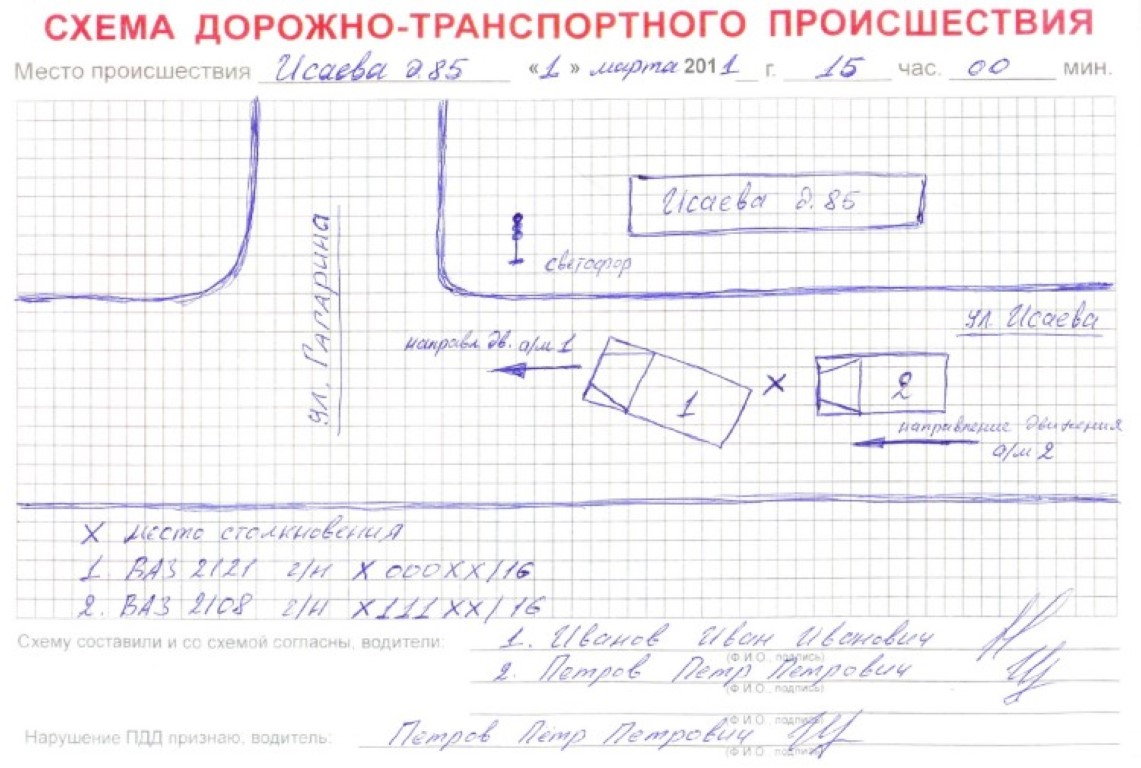 СХЕМА ДОРОЖНО-ТРАНСПОРТНОГО ПРОИСШЕСТВИЯ
Место происшествия Исаева д.85 «1» марта 2011 г. 15 час. 00 мин.
Исаева д.85
светофор
ул. Гагарина
ул. Исаева
направл. дв. а/м 1
1
X
2
направление движения
а/м 2
X место столкновения
1. ВАЗ 2121 г/н X 000 XX/16
2. ВАЗ 2108 г/н X 111 XX/16
Схему составили и со схемой согласны, водители: 1. Иванов Иван Иванович
(Ф.И.О., подпись)
2. Петров Петр Петрович
(Ф.И.О., подпись)
(Ф.И.О., подпись)
Нарушение ПДД признаю, водитель: Петров Пётр Петрович
(Ф.И.О., подпись)